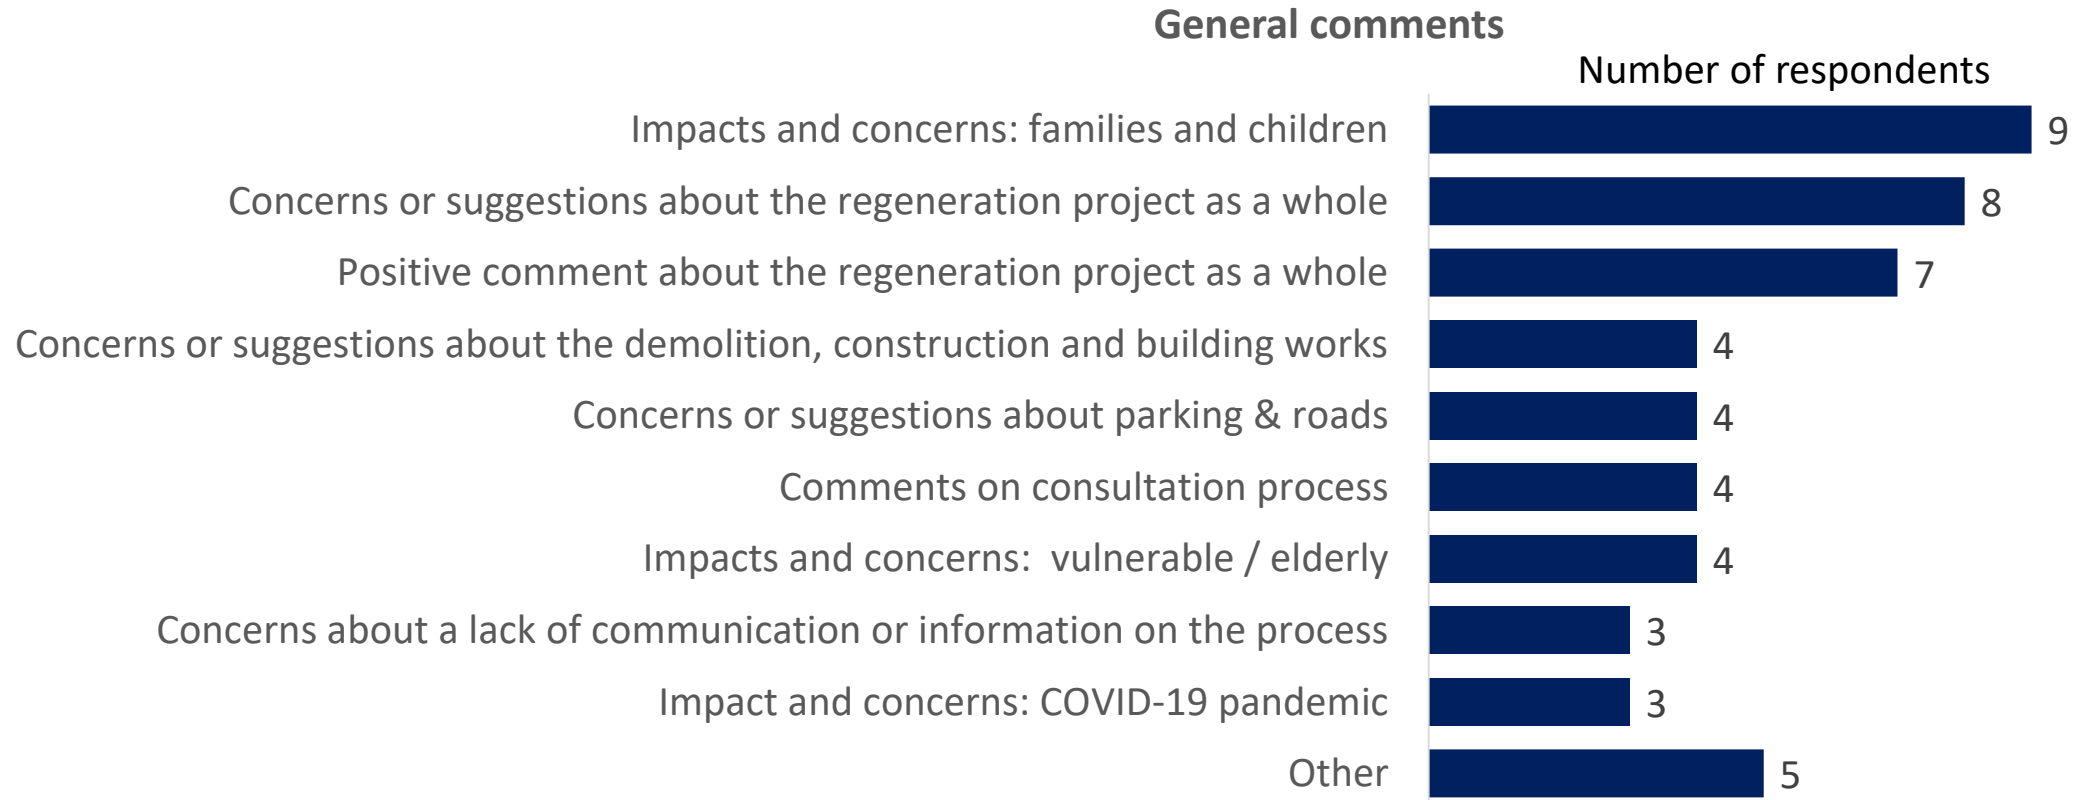 General comments
Number of respondents
Impacts and concerns: families and children 9
Concerns or suggestions about the regeneration project as a whole 8
Positive comment about the regeneration project as a whole 7
Concerns or suggestions about the demolition, construction and building works 4
Concerns or suggestions about parking & roads 4
Comments on consultation process 4
Impacts and concerns:  vulnerable / elderly 4
Concerns about a lack of communication or information on the process 3
Impact and concerns: COVID-19 pandemic 3
Other 5